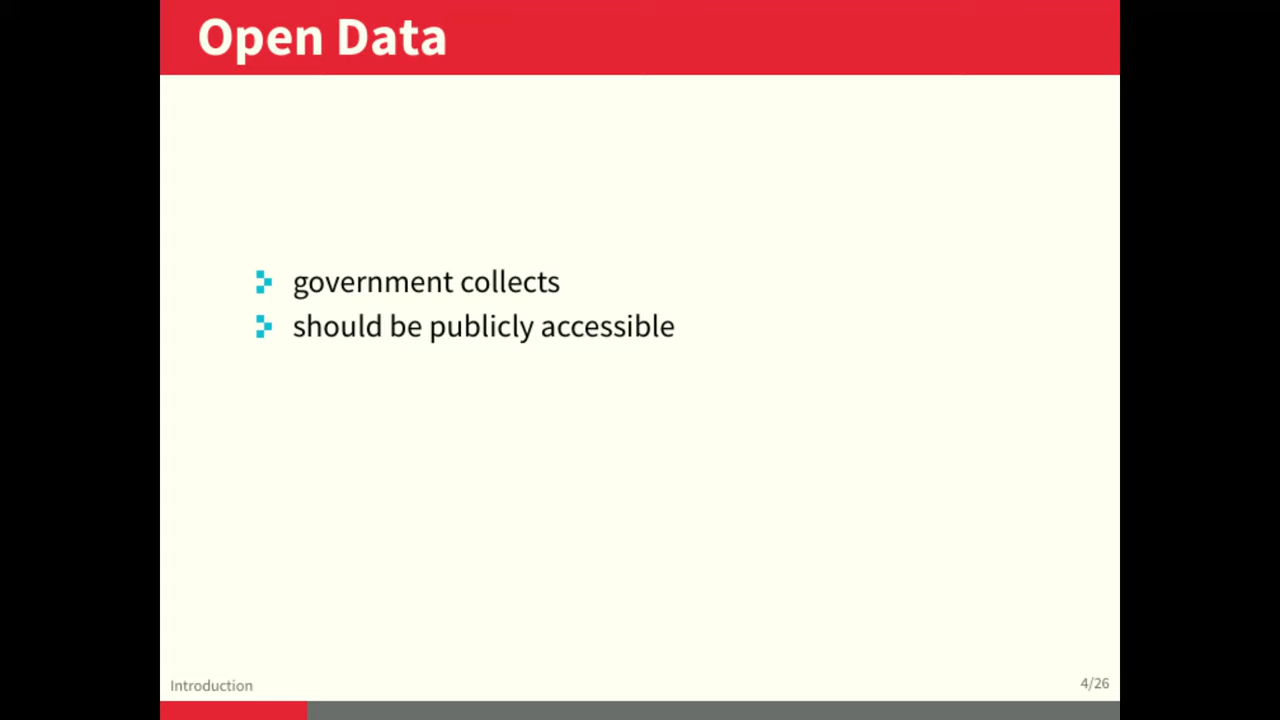 Open Data
government collects
should be publicly accessible
Introduction
4/26